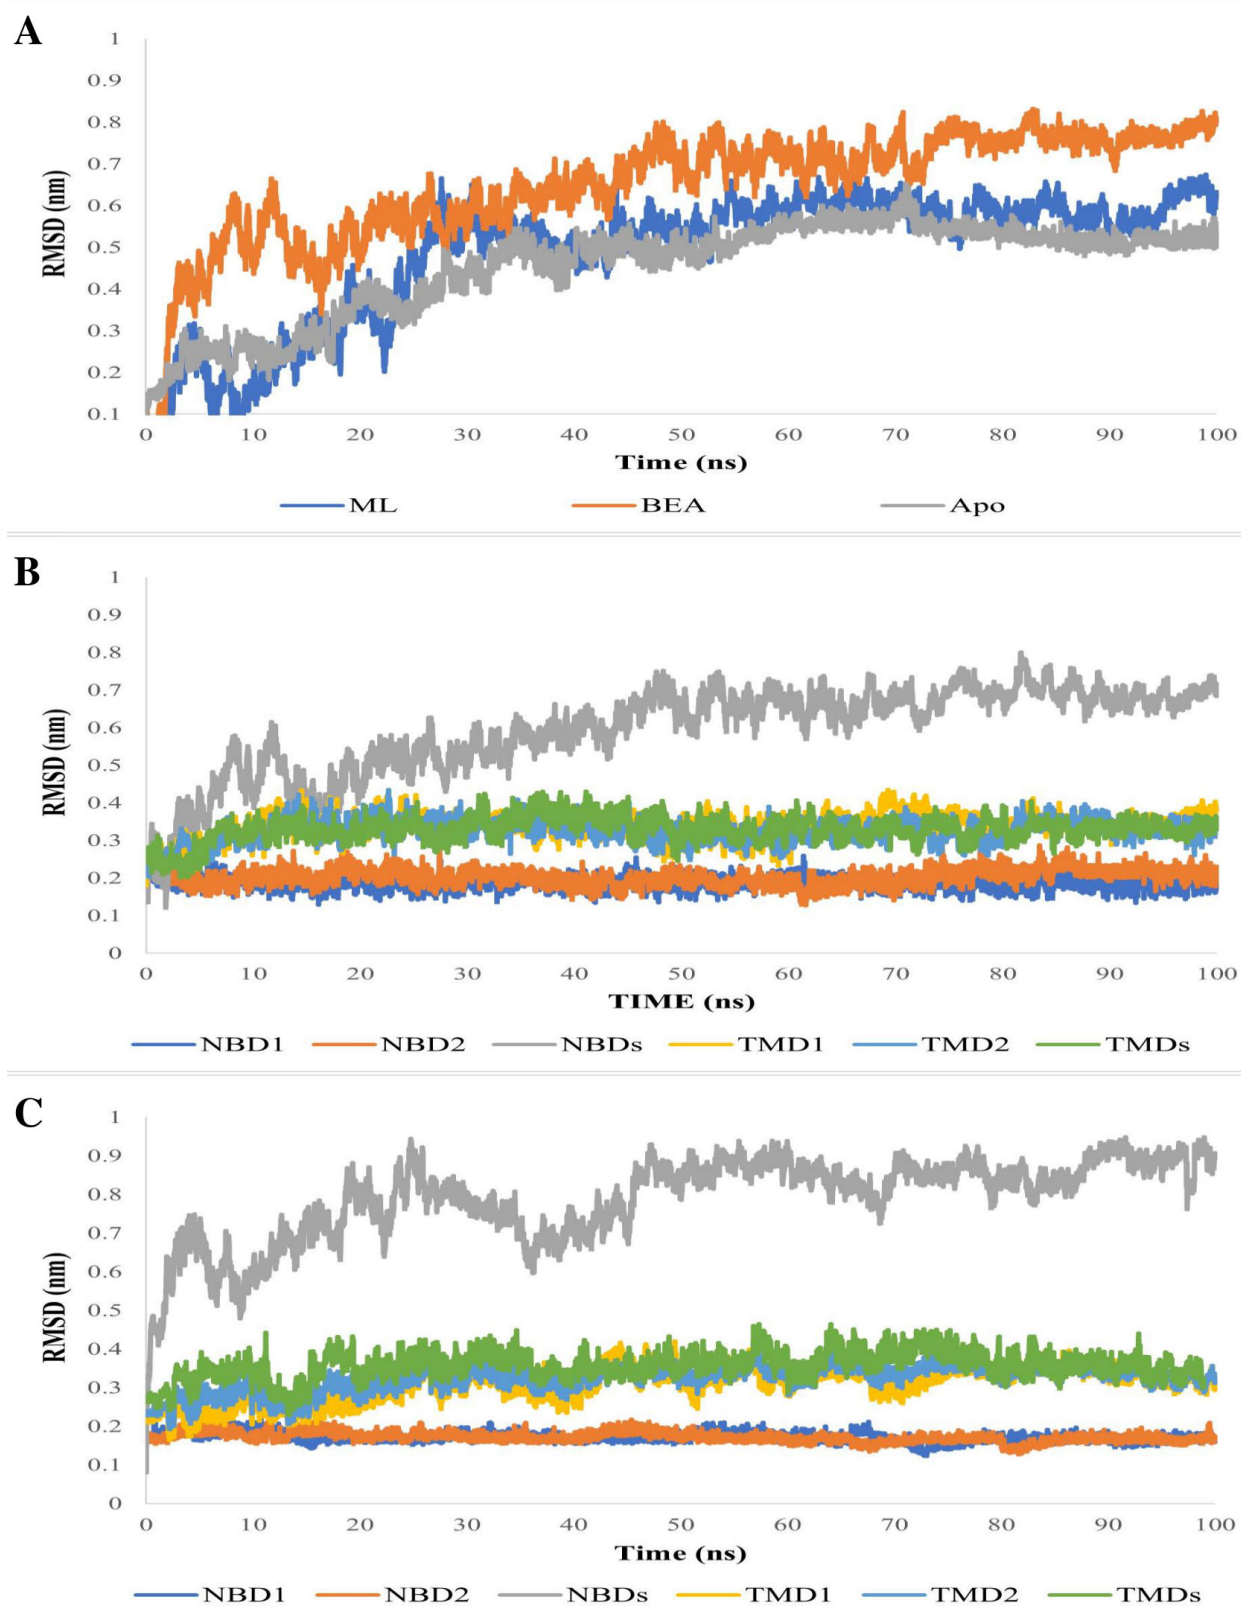 A
1
0.9
0.8
0.7
0.6
0.5
0.4
0.3
0.2
0.1
RMSD (nm)
0 10 20 30 40 50 60 70 80 90 100
Time (ns)
ML BEA Apo
B
1
0.9
0.8
0.7
0.6
0.5
0.4
0.3
0.2
0.1
0
RMSD (nm)
0 10 20 30 40 50 60 70 80 90 100
TIME (ns)
NBD1 NBD2 NBDs TMD1 TMD2 TMDs
C
1
0.9
0.8
0.7
0.6
0.5
0.4
0.3
0.2
0.1
0
RMSD (nm)
0 10 20 30 40 50 60 70 80 90 100
Time (ns)
NBD1 NBD2 NBDs TMD1 TMD2 TMDs